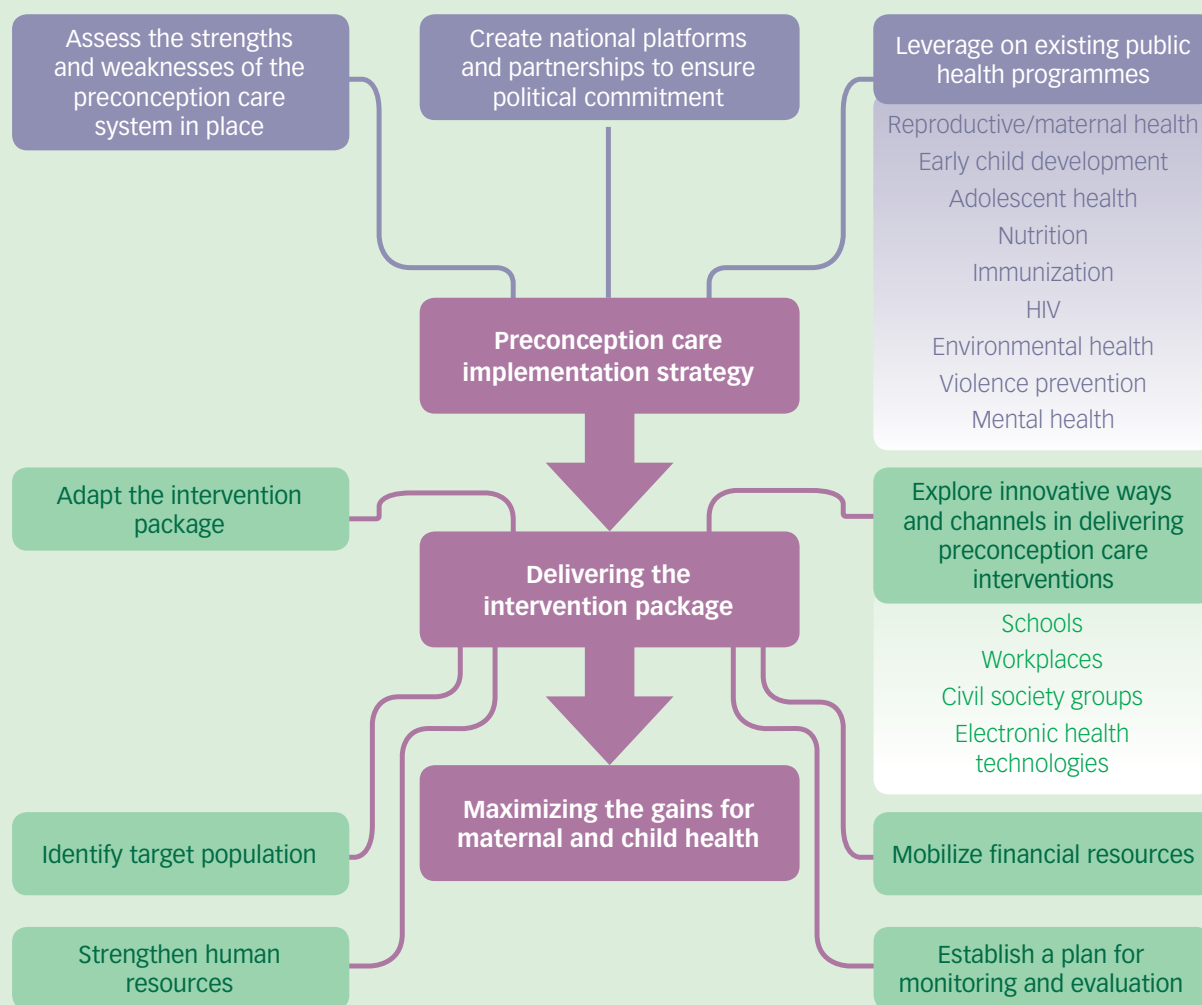 Assess the strengths
and weaknesses of the
preconception care
system in place
Create national platforms
and partnerships to ensure
political commitment
Leverage on existing public
health programmes
Reproductive/maternal health
Early child development
Adolescent health
Nutrition
Immunization
HIV
Environmental health
Violence prevention
Mental health
Preconception care
implementation strategy
Adapt the intervention
package
Explore innovative ways
and channels in delivering
preconception care
interventions
Schools
Workplaces
Civil society groups
Electronic health
technologies
Delivering the
intervention package
Maximizing the gains for
maternal and child health
Identify target population
Mobilize financial resources
Strengthen human
resources
Establish a plan for
monitoring and evaluation